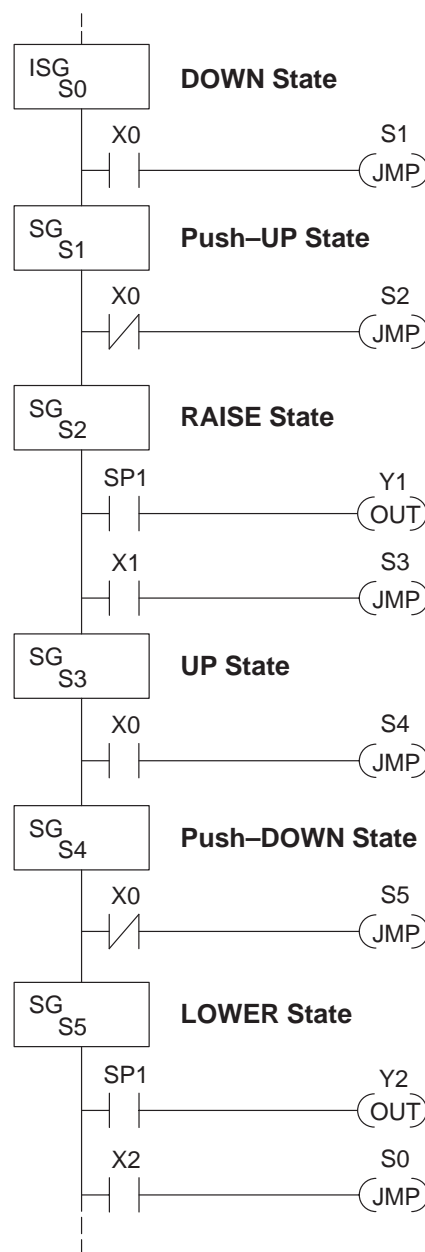 ISG
S0
DOWN State
X0
S1
JMP
SG
S1
Push–UP State
X0
S2
JMP
SG
S2
RAISE State
SP1
Y1
OUT
X1
S3
JMP
SG
S3
UP State
X0
S4
JMP
SG
S4
Push–DOWN State
X0
S5
JMP
SG
S5
LOWER State
SP1
Y2
OUT
X2
S0
JMP